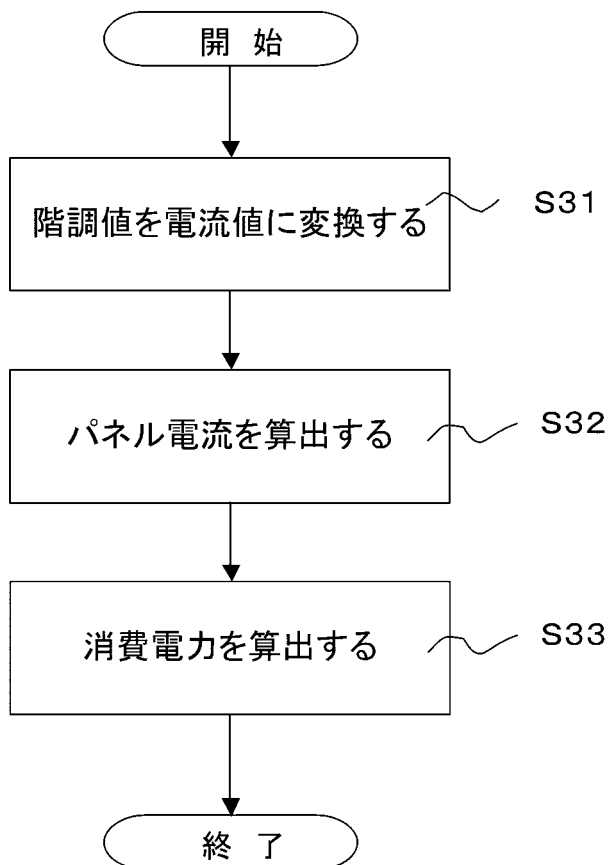 開 始
階調値を電流値に変換する
S31
パネル電流を算出する
S32
消費電力を算出する
S33
終 了